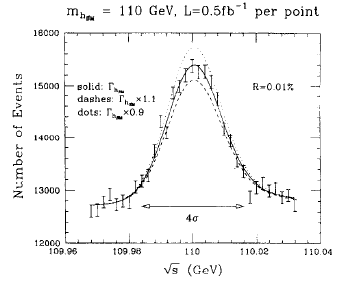 m_{h_{SM}} = 110 GeV, L=0.5fb⁻¹ per point
16000
15000
14000
13000
12000
Number of Events
solid: Γ_{h_{SM}}
dashes: Γ_{h_{SM}}×1.1
dots: Γ_{h_{SM}}×0.9
R=0.01%
4σ
109.96 109.98 110 110.02 110.04
√s (GeV)